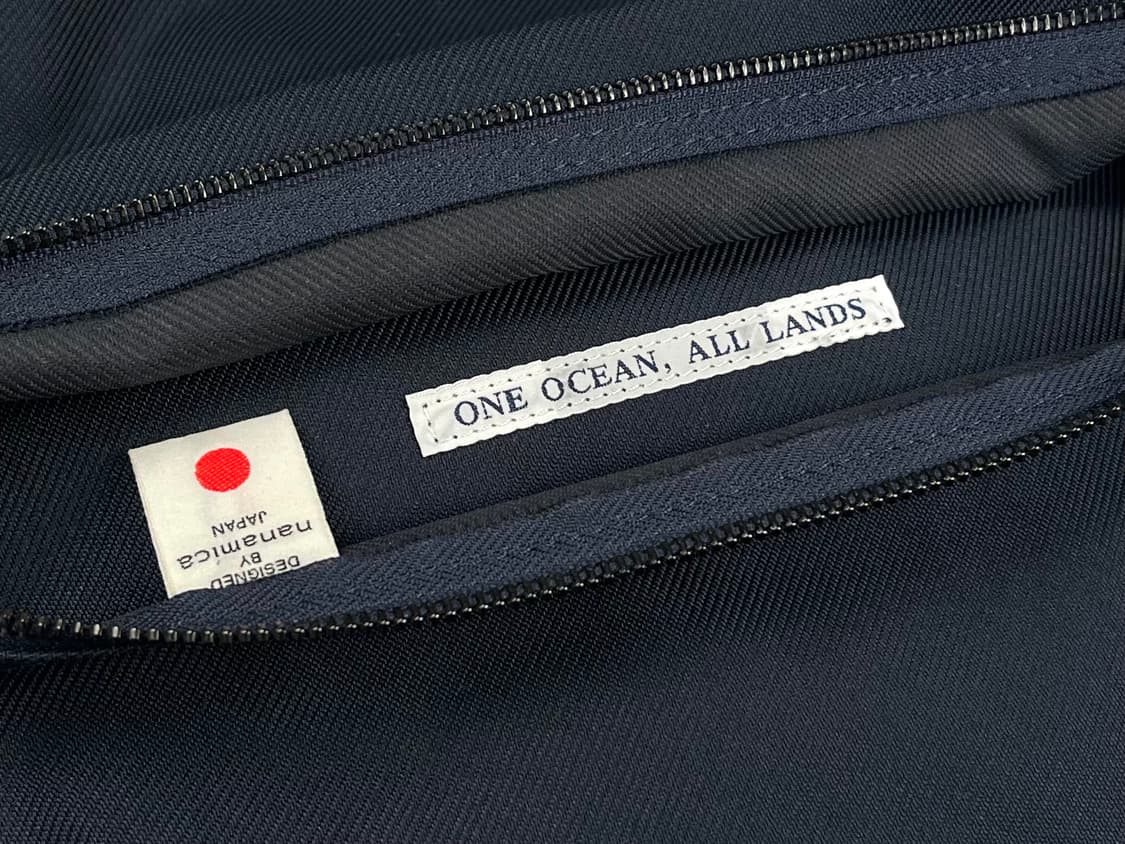 ONE OCEAN, ALL LANDS
DESIGNED
BY
nanamica
JAPAN